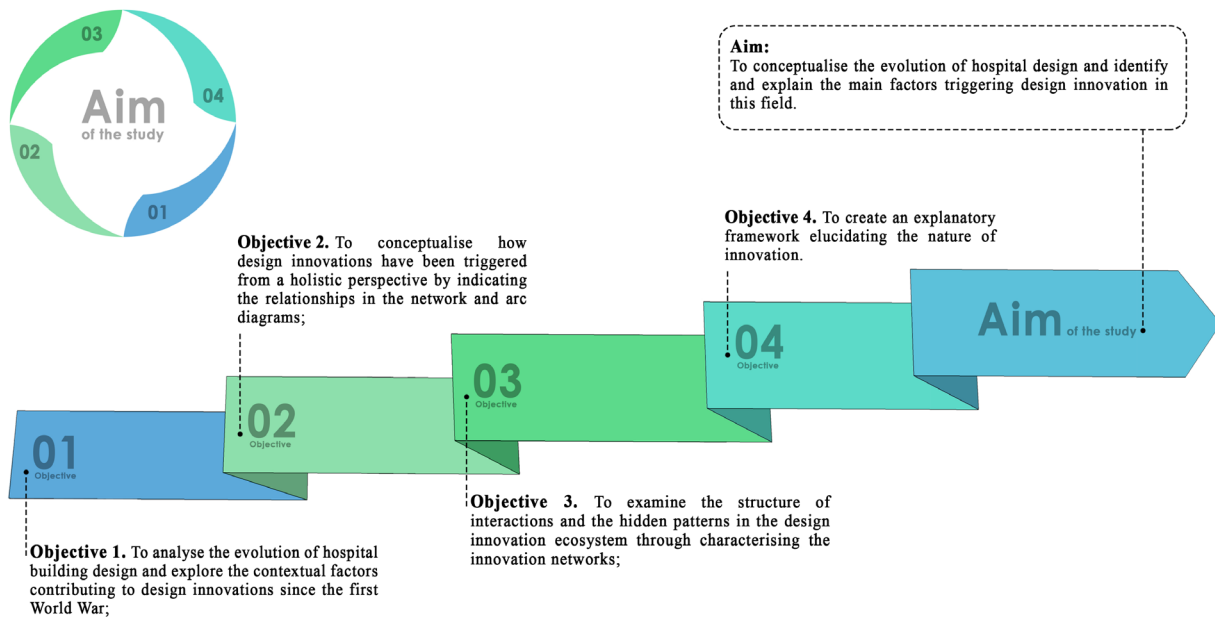 03
04
Aim
of the study
02
01
Aim:
To conceptualise the evolution of hospital design and identify
and explain the main factors triggering design innovation in
this field.
Objective 2. To conceptualise how
design innovations have been triggered
from a holistic perspective by indicating
the relationships in the network and arc
diagrams;
Objective 4. To create an explanatory
framework elucidating the nature of
innovation.
01
Objective
02
Objective
03
Objective
04
Objective
Aim of the study
Objective 1. To analyse the evolution of hospital
building design and explore the contextual factors
contributing to design innovations since the first
World War;
Objective 3. To examine the structure of
interactions and the hidden patterns in the design
innovation ecosystem through characterising the
innovation networks;